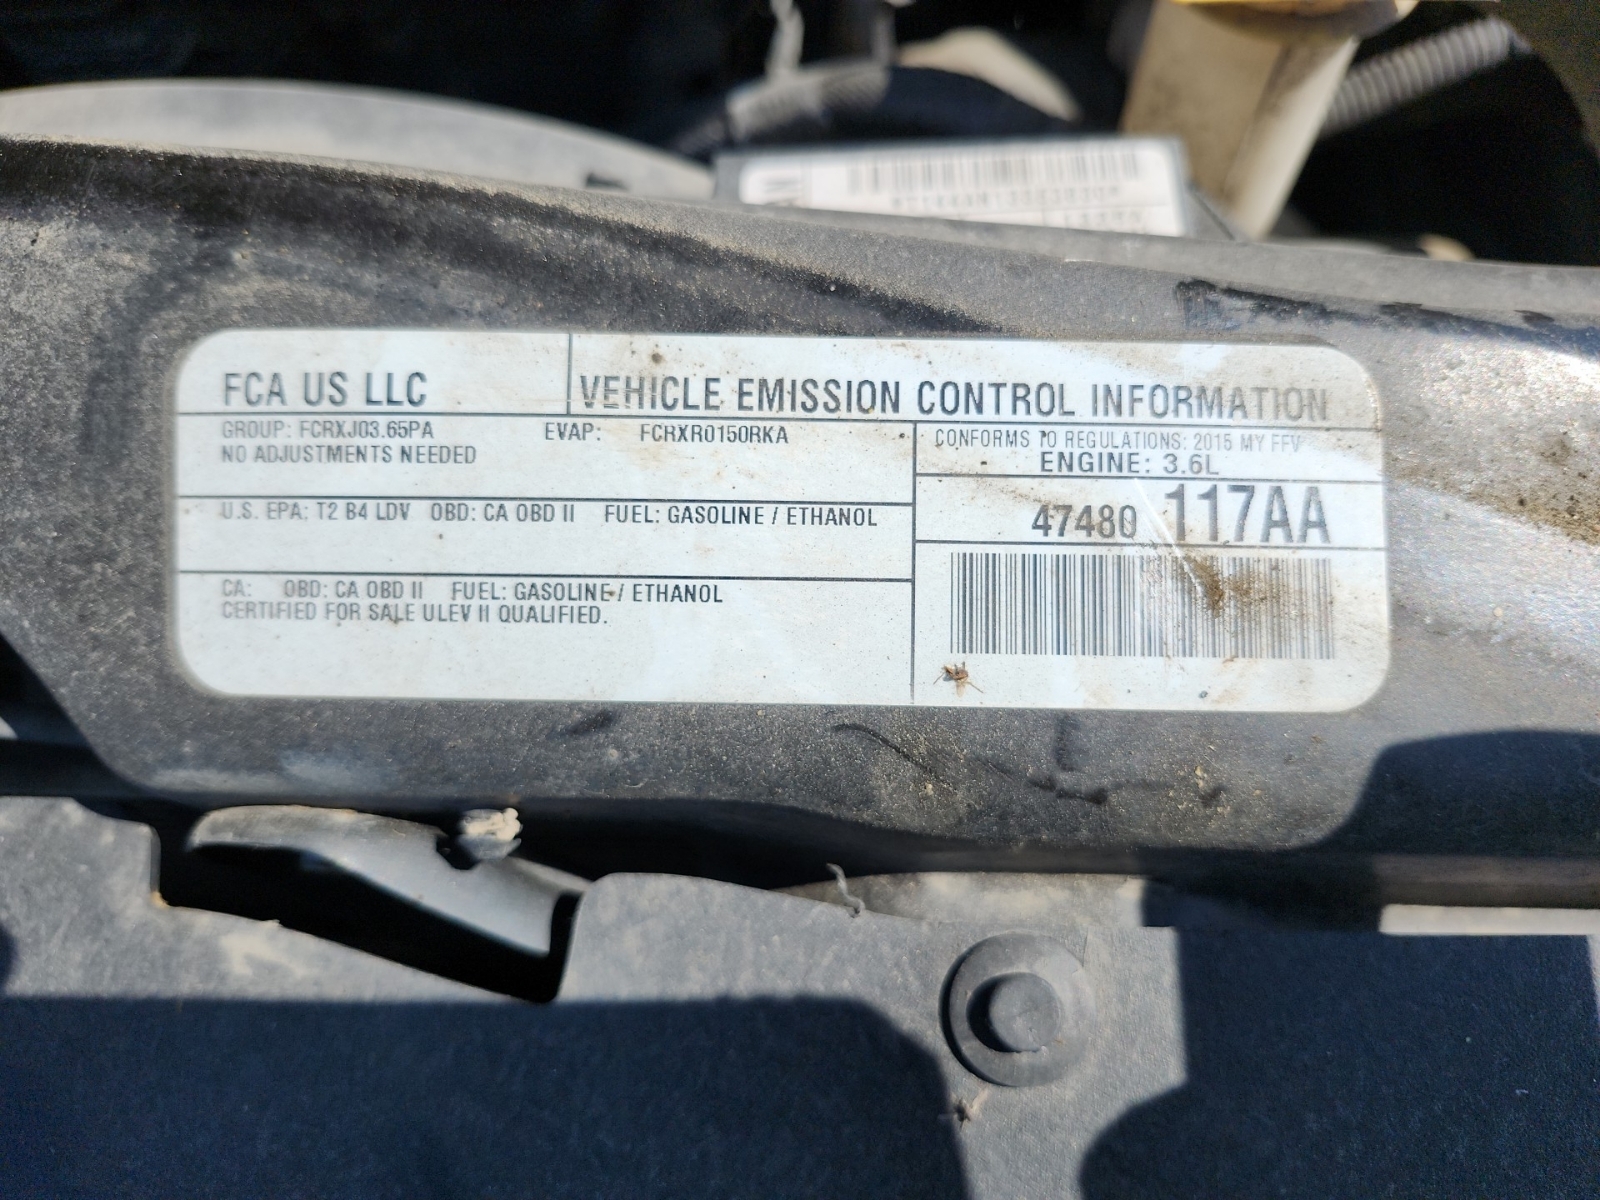 FCA US LLC
VEHICLE EMISSION CONTROL INFORMATION
GROUP: FCRXJ03.65PA EVAP: FCRXR0150RKA
NO ADJUSTMENTS NEEDED
CONFORMS TO REGULATIONS: 2015 MY FFV
ENGINE: 3.6L
U.S. EPA: T2 B4 LDV OBD: CA OBD II FUEL: GASOLINE / ETHANOL
47480 117AA
CA: OBD: CA OBD II FUEL: GASOLINE / ETHANOL
CERTIFIED FOR SALE ULEV II QUALIFIED.